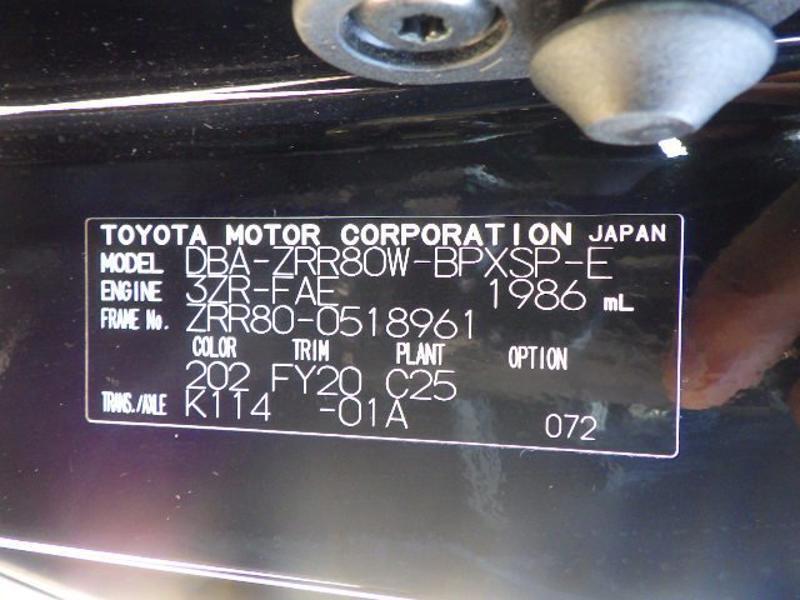 TOYOTA MOTOR CORPORATION JAPAN
MODEL DBA-ZRR80W-BPXSP-E
ENGINE 3ZR-FAE 1986 mL
FRAME No. ZRR80-0518961
COLOR TRIM PLANT OPTION
202 FY20 C25
TRANS./AXLE K114 -01A 072